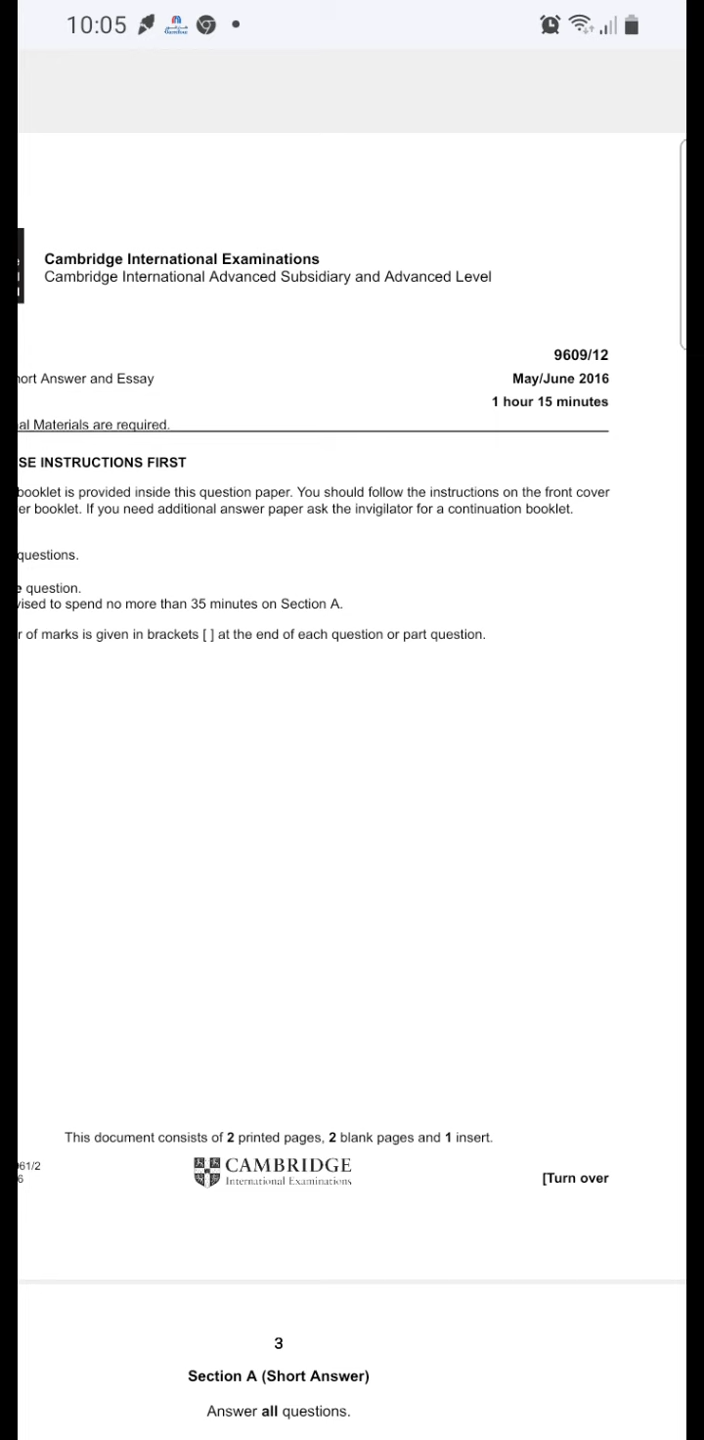 10:05
Cambridge International Examinations
Cambridge International Advanced Subsidiary and Advanced Level
9609/12
ort Answer and Essay May/June 2016
1 hour 15 minutes
al Materials are required.
SE INSTRUCTIONS FIRST
booklet is provided inside this question paper. You should follow the instructions on the front cover
er booklet. If you need additional answer paper ask the invigilator for a continuation booklet.
questions.
e question.
ised to spend no more than 35 minutes on Section A.
r of marks is given in brackets [ ] at the end of each question or part question.
This document consists of 2 printed pages, 2 blank pages and 1 insert.
61/2
6
CAMBRIDGE
International Examinations
[Turn over
3
Section A (Short Answer)
Answer all questions.